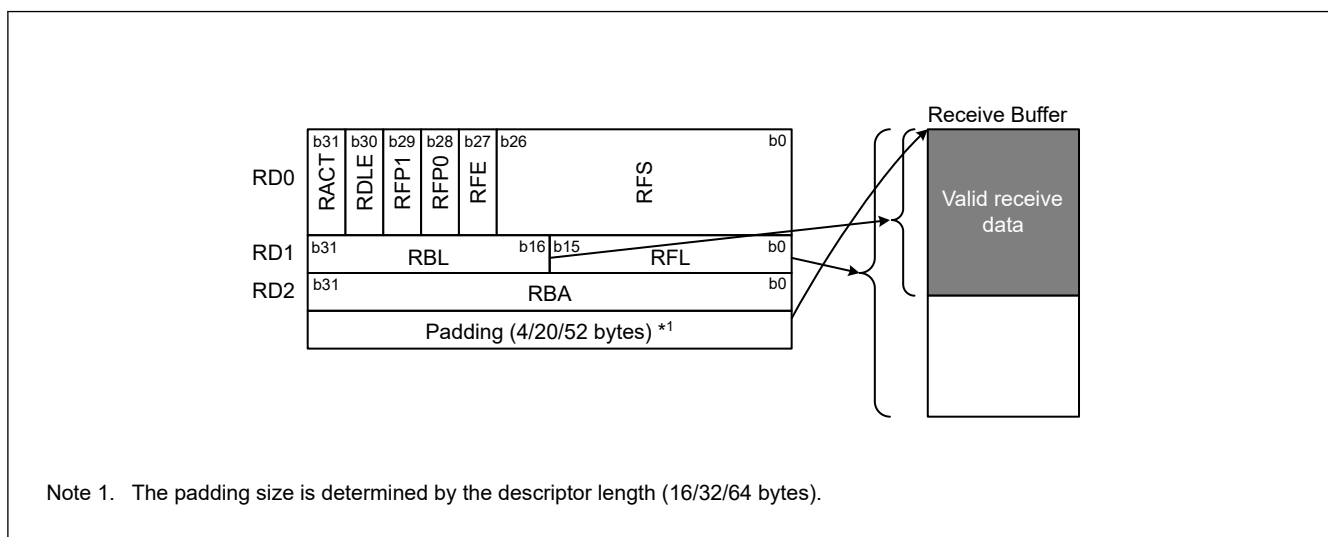 Receive Buffer
b31 b30 b29 b28 b27 b26 b0
RD0 RACT RDLE RFP1 RFP0 RFE RFS
Valid receive
data
RD1 b31 RBL b16 b15 RFL b0
RD2 b31 RBA b0
Padding (4/20/52 bytes) *1
Note 1. The padding size is determined by the descriptor length (16/32/64 bytes).